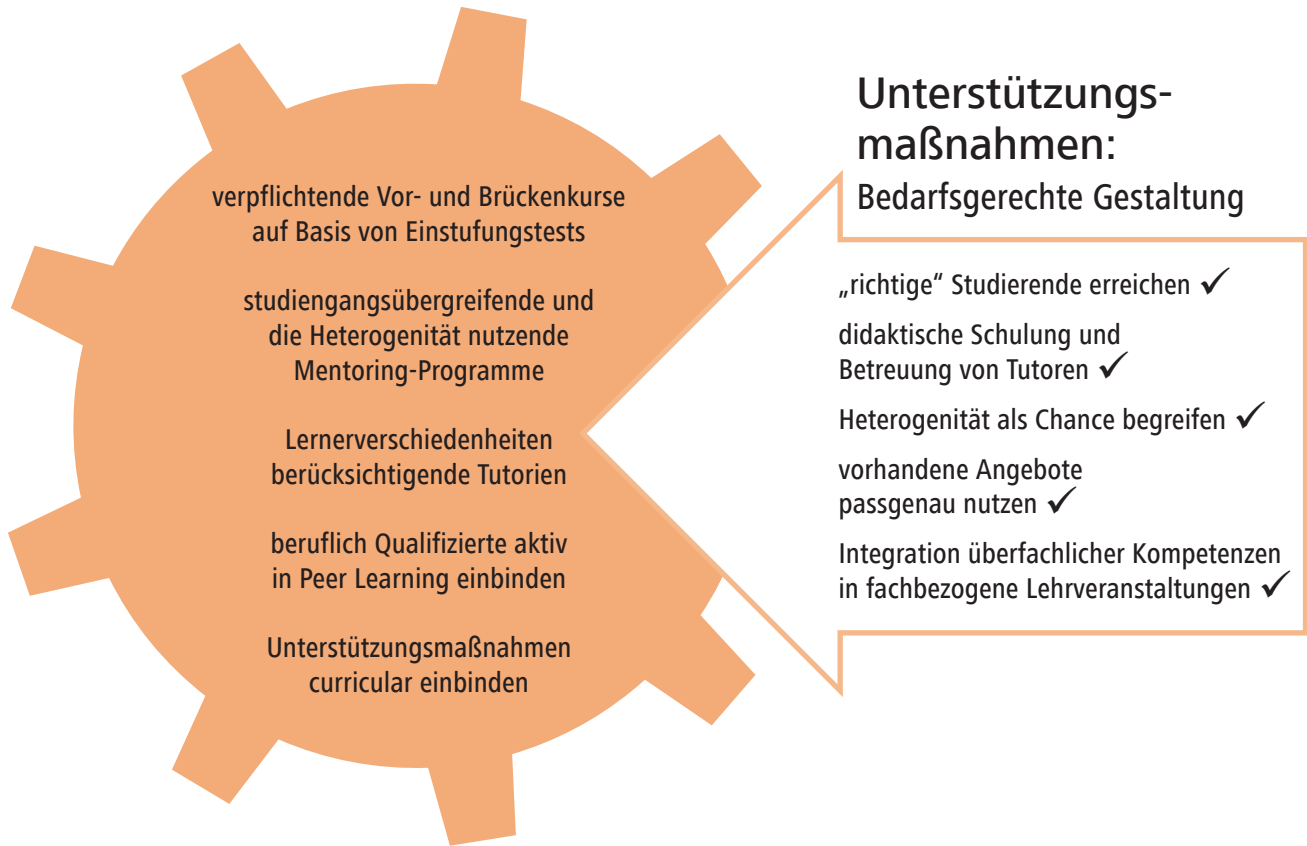 Unterstützungs-
maßnahmen:
Bedarfsgerechte Gestaltung
verpflichtende Vor- und Brückenkurse
auf Basis von Einstufungstests
studiengangsübergreifende und
die Heterogenität nutzende
Mentoring-Programme
Lernerverschiedenheiten
berücksichtigende Tutorien
beruflich Qualifizierte aktiv
in Peer Learning einbinden
Unterstützungsmaßnahmen
curricular einbinden
„richtige“ Studierende erreichen ✓
didaktische Schulung und
Betreuung von Tutoren ✓
Heterogenität als Chance begreifen ✓
vorhandene Angebote
passgenau nutzen ✓
Integration überfachlicher Kompetenzen
in fachbezogene Lehrveranstaltungen ✓